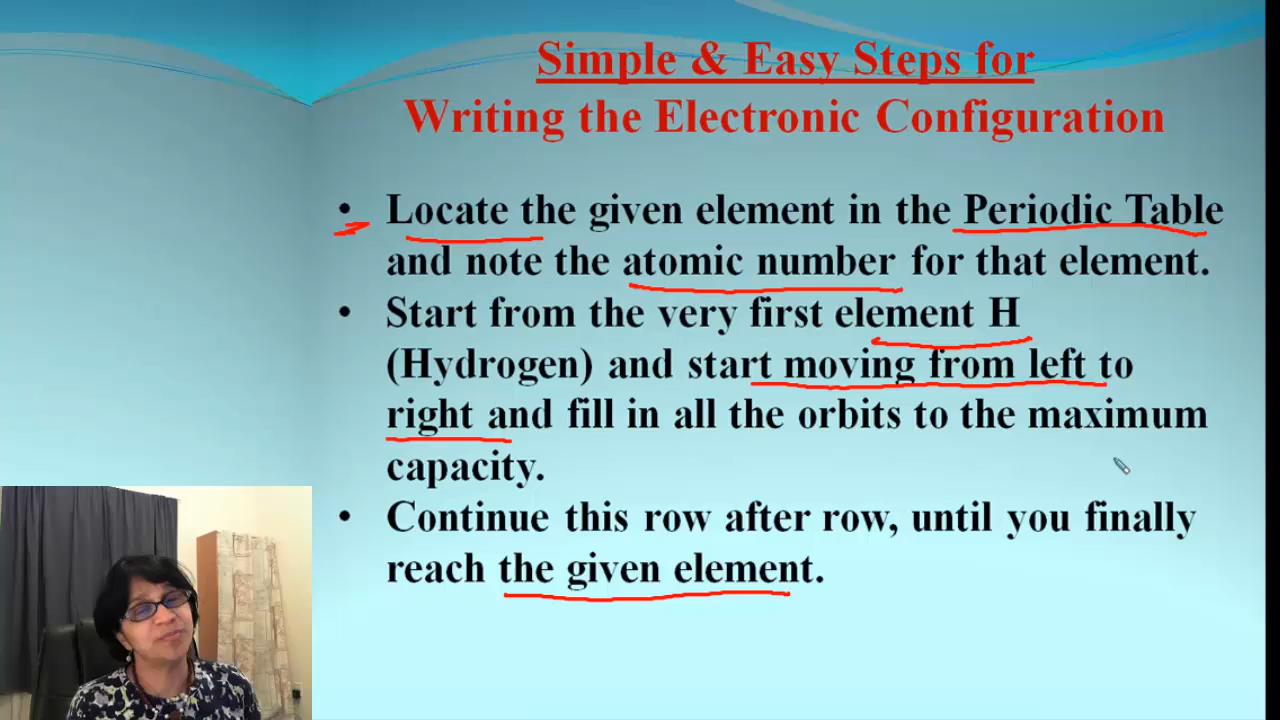 Simple & Easy Steps for
Writing the Electronic Configuration
• Locate the given element in the Periodic Table
and note the atomic number for that element.
• Start from the very first element H
(Hydrogen) and start moving from left to
right and fill in all the orbits to the maximum
capacity.
• Continue this row after row, until you finally
reach the given element.